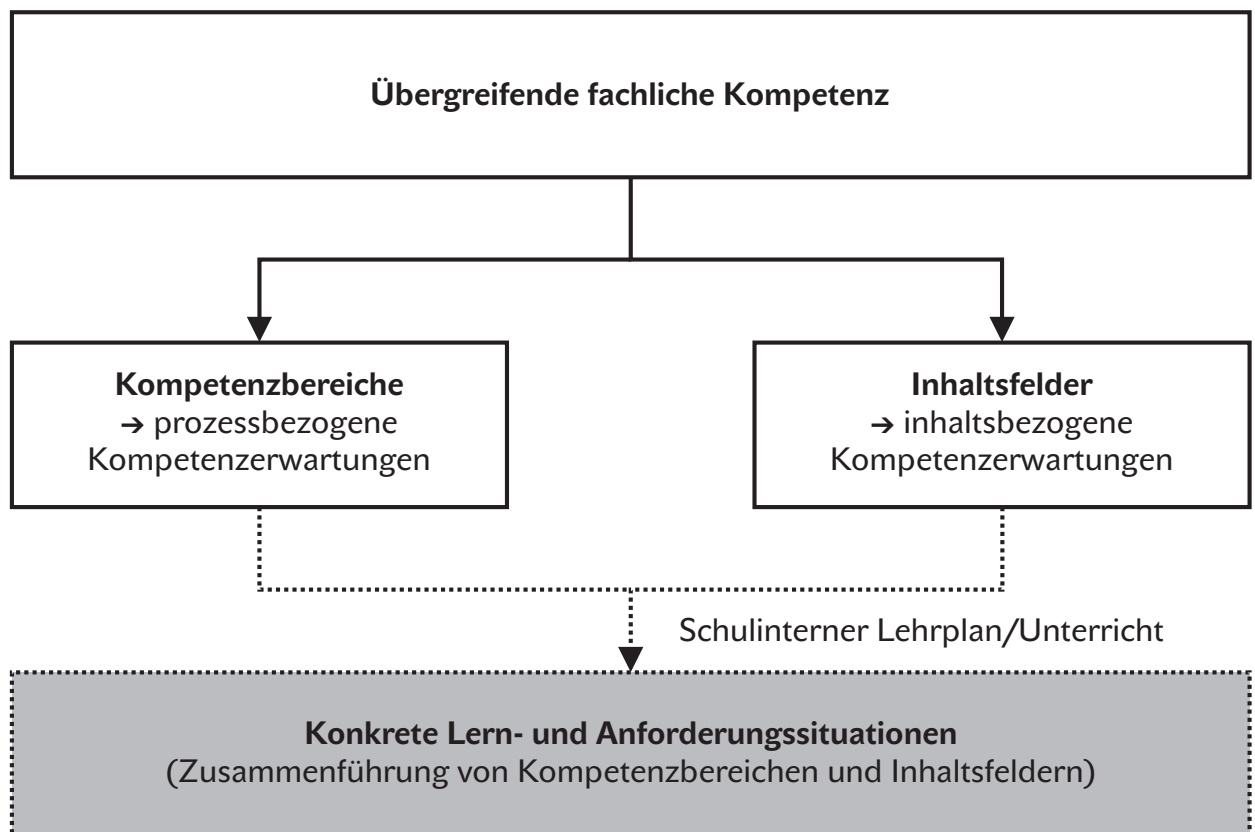 Übergreifende fachliche Kompetenz
Kompetenzbereiche
→ prozessbezogene
Kompetenzerwartungen
Inhaltsfelder
→ inhaltsbezogene
Kompetenzerwartungen
Schulinterner Lehrplan/Unterricht
Konkrete Lern- und Anforderungssituationen
(Zusammenführung von Kompetenzbereichen und Inhaltsfeldern)